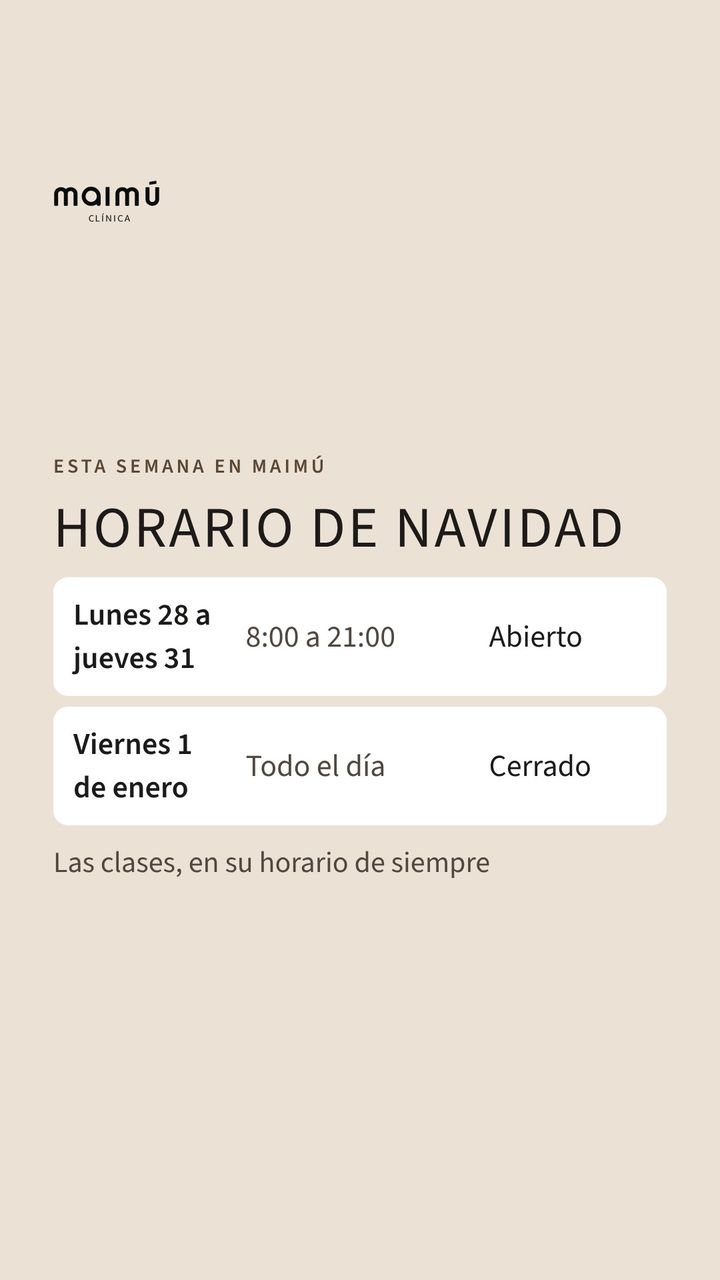 maimú
CLÍNICA
ESTA SEMANA EN MAIMÚ
HORARIO DE NAVIDAD
Lunes 28 a
jueves 31
8:00 a 21:00
Abierto
Viernes 1
de enero
Todo el día
Cerrado
Las clases, en su horario de siempre